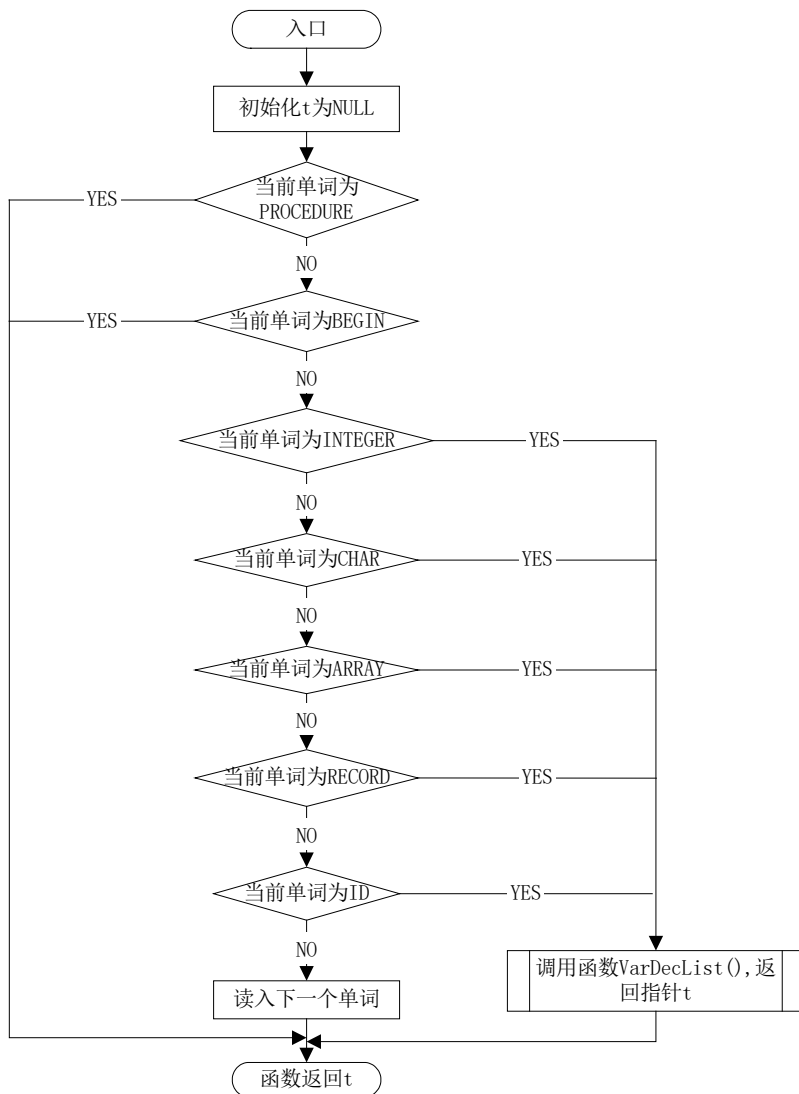 入口
初始化t为NULL
当前单词为
PROCEDURE
YES
NO
当前单词为BEGIN
YES
NO
当前单词为INTEGER
YES
NO
当前单词为CHAR
YES
NO
当前单词为ARRAY
YES
NO
当前单词为RECORD
YES
NO
当前单词为ID
YES
NO
读入下一个单词
调用函数VarDecList(),返
回指针t
函数返回t